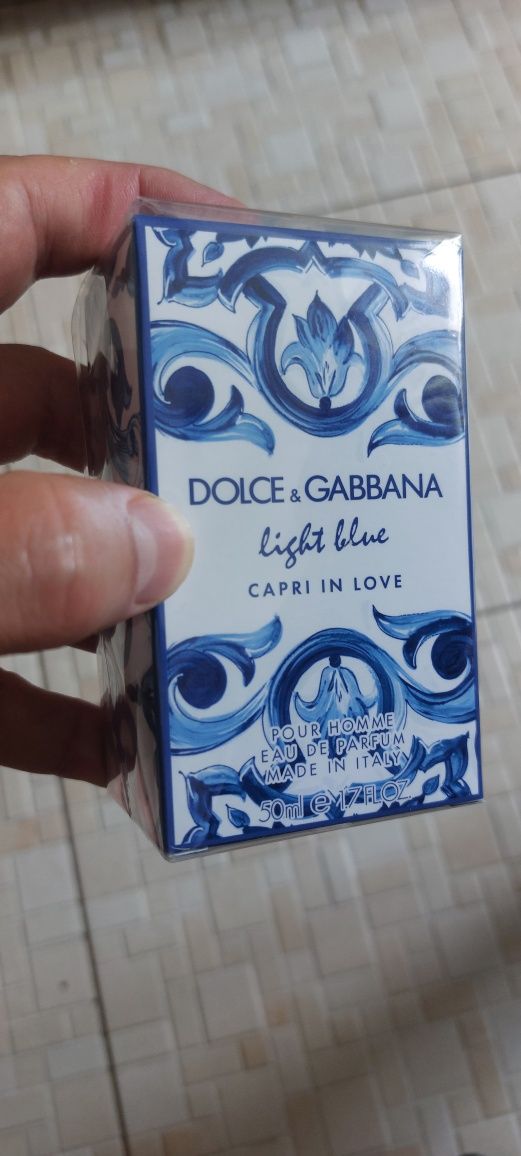 DOLCE & GABBANA
light blue
CAPRI IN LOVE
POUR HOMME
EAU DE PARFUM
MADE IN ITALY
50ml ℮ 1.7 FL.OZ.